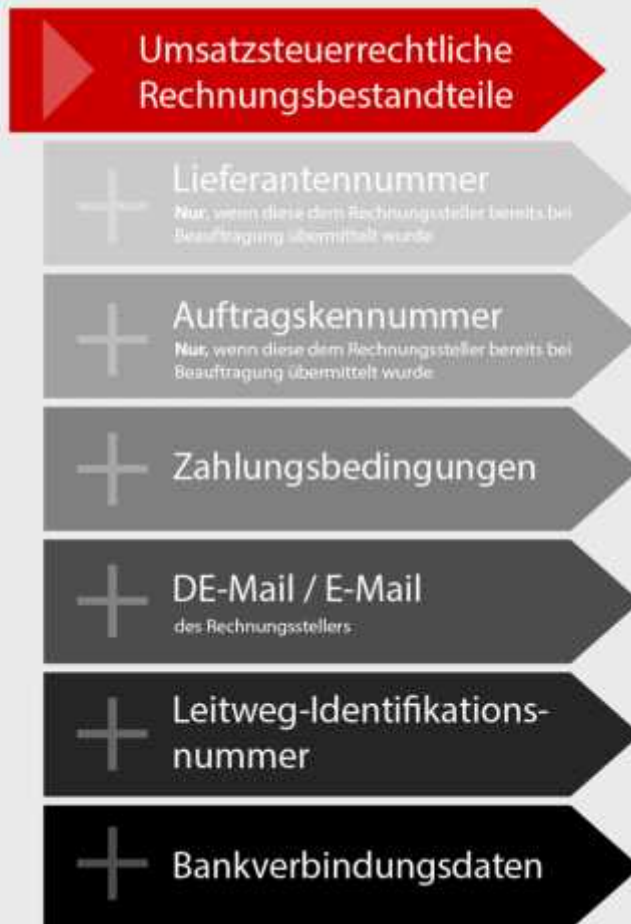 Umsatzsteuerrechtliche
Rechnungsbestandteile
Lieferantennummer
Nur, wenn diese dem Rechnungssteller bereits bei
Beauftragung übermittelt wurde
Auftragskennummer
Nur, wenn diese dem Rechnungssteller bereits bei
Beauftragung übermittelt wurde
Zahlungsbedingungen
DE-Mail / E-Mail
des Rechnungsstellers
Leitweg-Identifikations-
nummer
Bankverbindungsdaten